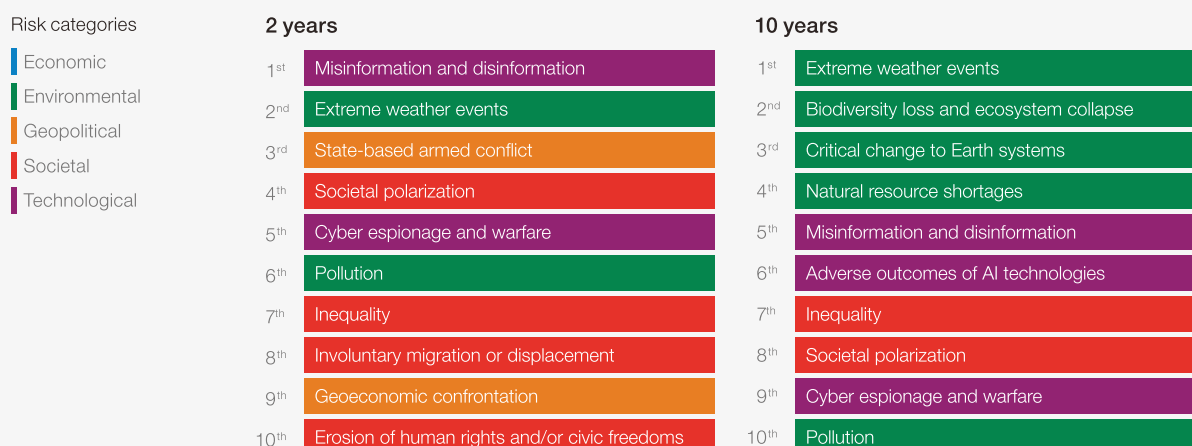 Risk categories
Economic
Environmental
Geopolitical
Societal
Technological
2 years
1st Misinformation and disinformation
2nd Extreme weather events
3rd State-based armed conflict
4th Societal polarization
5th Cyber espionage and warfare
6th Pollution
7th Inequality
8th Involuntary migration or displacement
9th Geoeconomic confrontation
10th Erosion of human rights and/or civic freedoms
10 years
1st Extreme weather events
2nd Biodiversity loss and ecosystem collapse
3rd Critical change to Earth systems
4th Natural resource shortages
5th Misinformation and disinformation
6th Adverse outcomes of AI technologies
7th Inequality
8th Societal polarization
9th Cyber espionage and warfare
10th Pollution